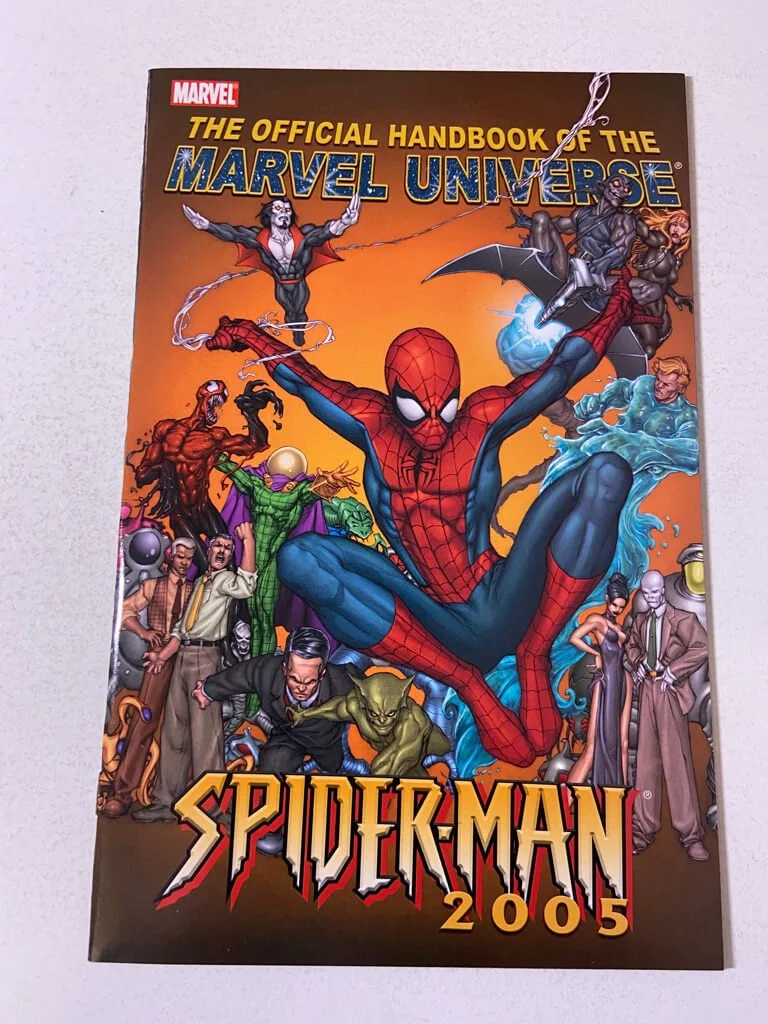 MARVEL
THE OFFICIAL HANDBOOK OF THE
MARVEL UNIVERSE®
SPIDER-MAN®
2005